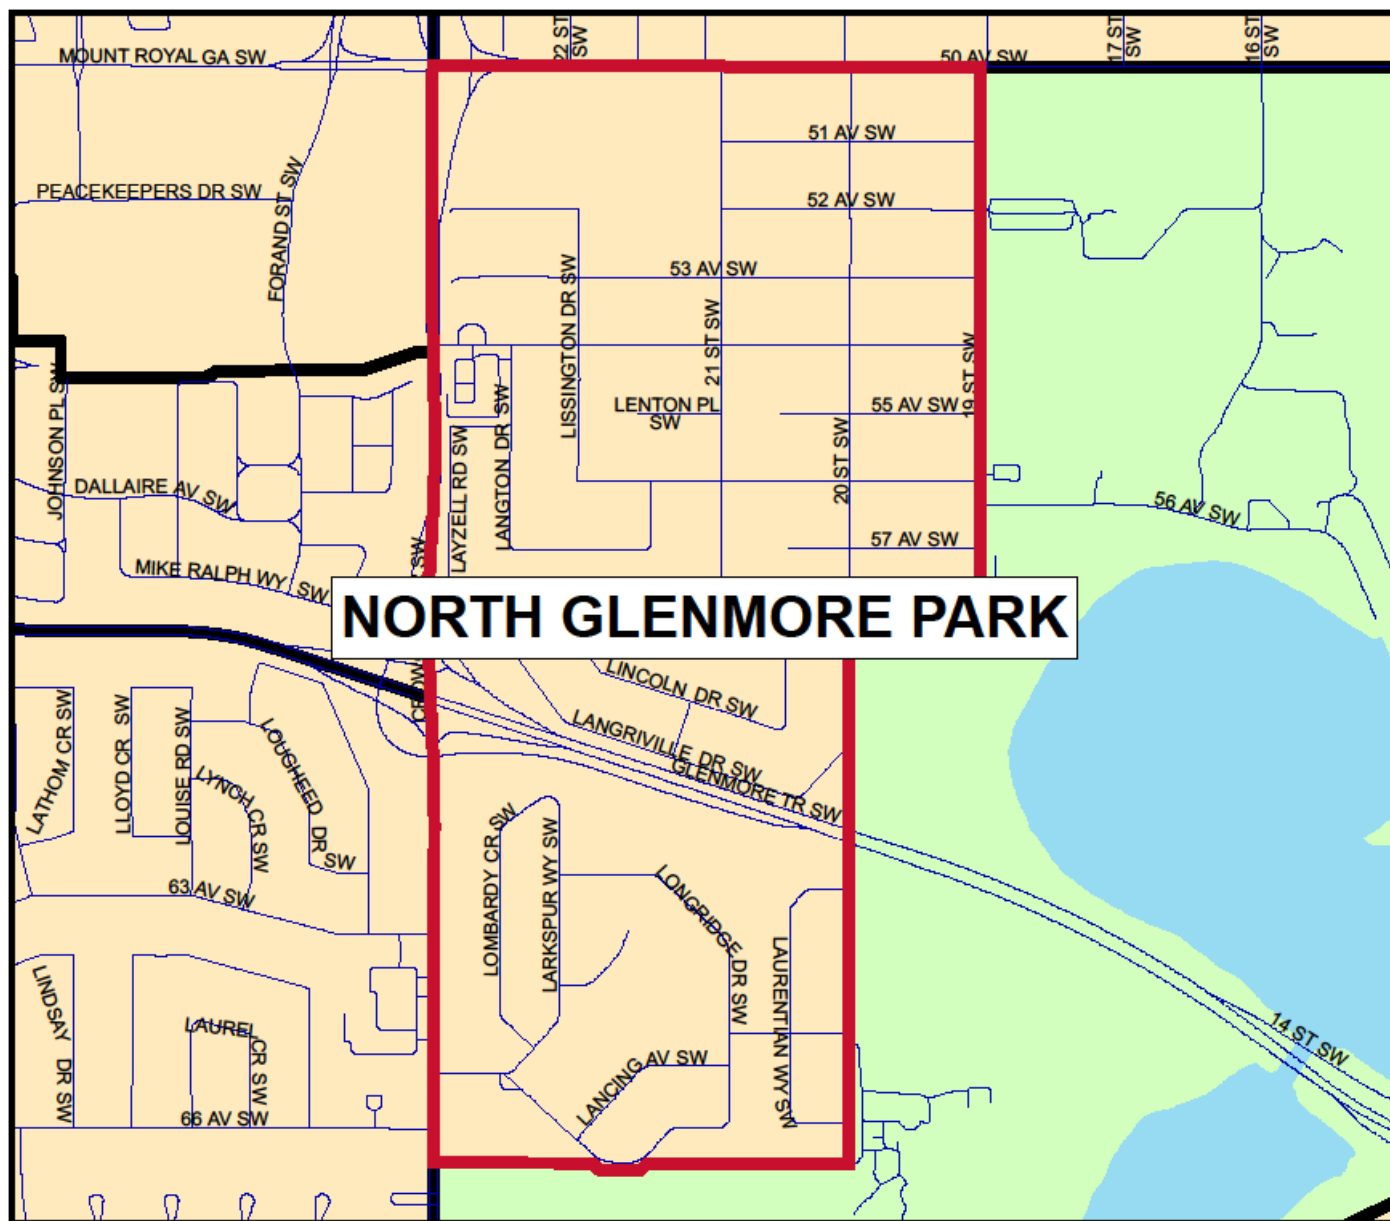 22 ST
SW
17 ST
SW
16 ST
SW
MOUNT ROYAL GA SW
50 AV SW
51 AV SW
PEACEKEEPERS DR SW
FORAND ST SW
52 AV SW
53 AV SW
LISSINGTON DR SW
21 ST SW
19 ST SW
JOHNSON PL SW
LANGTON DR SW
LENTON PL
SW
55 AV SW
20 ST SW
LAYZELL RD SW
DALLAIRE AV SW
56 AV SW
57 AV SW
MIKE RALPH WY SW
SW
NORTH GLENMORE PARK
LINCOLN DR SW
LATHOM CR SW
LLOYD CR SW
LOUISE RD SW
LOUGHEED DR SW
LYNCH CR SW
LANGRIVILLE DR SW
GLENMORE TR SW
LOMBARDY CR SW
LARKSPUR WY SW
LONGRIDGE DR SW
LAURENTIAN WY SW
63 AV SW
LINDSAY DR SW
LAUREL CR SW
14 ST SW
LANCING AV SW
66 AV SW